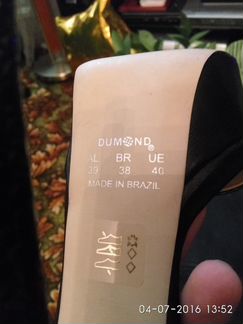 DUMOND®
AL BR UE
39 38 40
MADE IN BRAZIL
04-07-2016 13:52